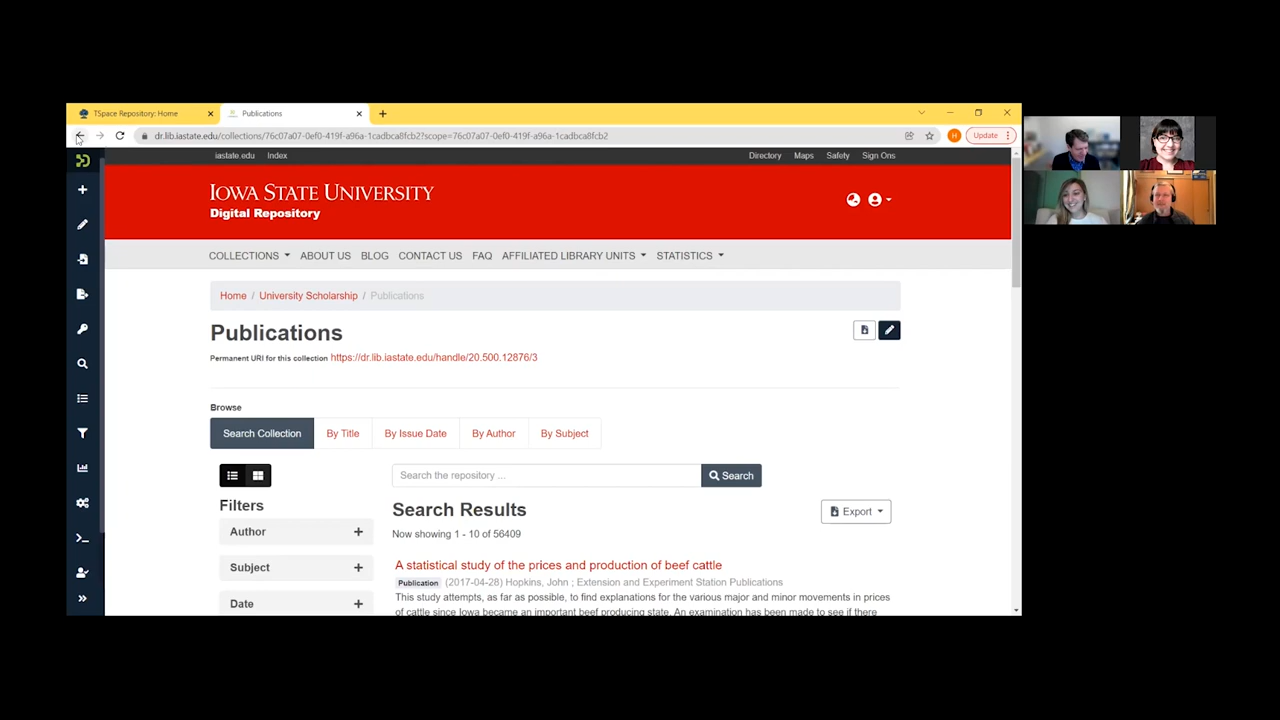 TSpace Repository: Home
Publications
dr.lib.iastate.edu/collections/76c07a07-0ef0-419f-a96a-1cadbca8fcb2?scope=76c07a07-0ef0-419f-a96a-1cadbca8fcb2
H
Update
iastate.edu Index Directory Maps Safety Sign Ons
IOWA STATE UNIVERSITY
Digital Repository
COLLECTIONS ABOUT US BLOG CONTACT US FAQ AFFILIATED LIBRARY UNITS STATISTICS
Home / University Scholarship / Publications
Publications
Permanent URI for this collection https://dr.lib.iastate.edu/handle/20.500.12876/3
Browse
Search Collection By Title By Issue Date By Author By Subject
Search the repository ... Search
Filters
Author +
Subject +
Date +
Search Results
Export
Now showing 1 - 10 of 56409
A statistical study of the prices and production of beef cattle
Publication (2017-04-28) Hopkins, John ; Extension and Experiment Station Publications
This study attempts, as far as possible, to find explanations for the various major and minor movements in prices
of cattle since Iowa became an important beef producing state. An examination has been made to see if there